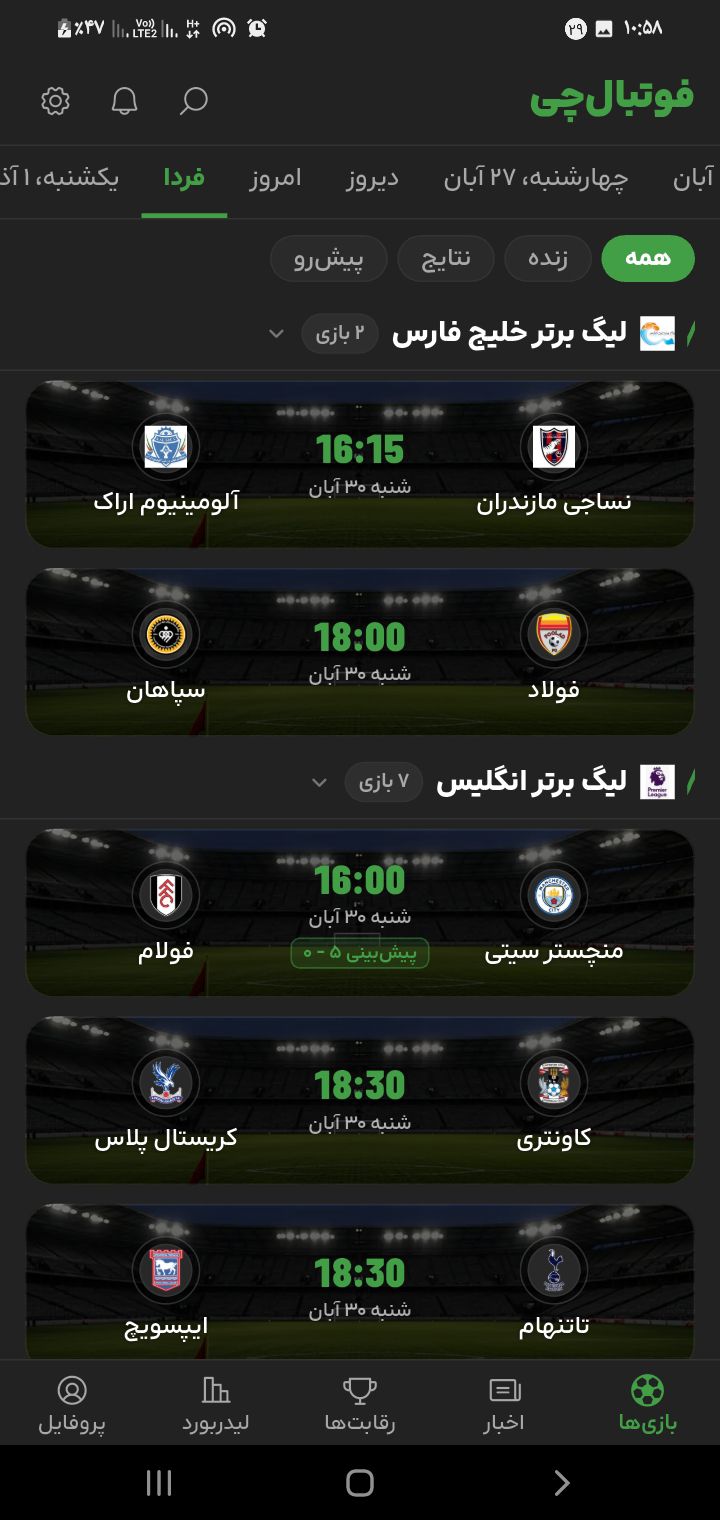 ۱۰:۵۸ ۲۹ H+ Vo) LTE2 ٪۴۷
فوتبال‌چی
آبان چهارشنبه، ۲۷ آبان دیروز امروز فردا یکشنبه، ۱ آذ
همه زنده نتایج پیش‌رو
لیگ برتر خلیج فارس ۲ بازی
16:15
شنبه ۳۰ آبان
نساجی مازندران آلومینیوم اراک
18:00
شنبه ۳۰ آبان
فولاد سپاهان
Premier League لیگ برتر انگلیس ۷ بازی
16:00
شنبه ۳۰ آبان
منچستر سیتی پیش‌بینی ۵ - ۰ فولام
18:30
شنبه ۳۰ آبان
کاونتری کریستال پلاس
18:30
شنبه ۳۰ آبان
تاتنهام ایپسویچ
بازی‌ها اخبار رقابت‌ها لیدربورد پروفایل